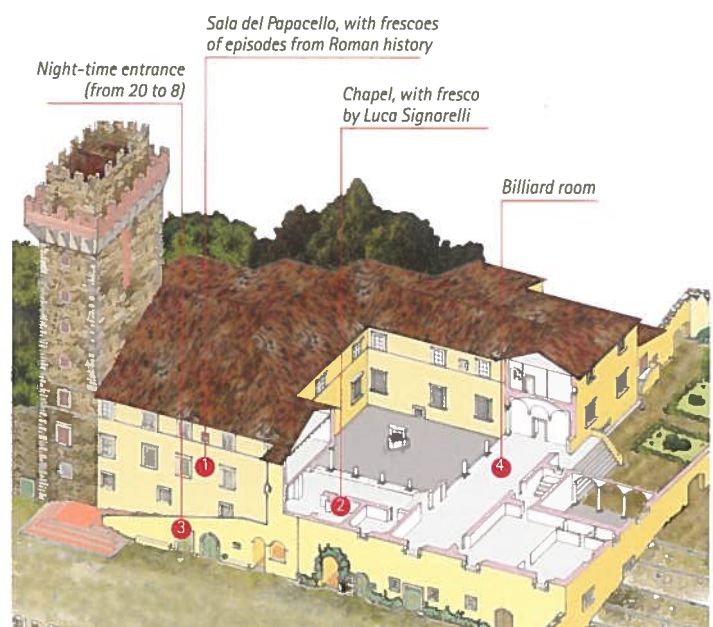 Sala del Papacello, with frescoes
of episodes from Roman history
Night-time entrance
(from 20 to 8)
Chapel, with fresco
by Luca Signorelli
Billiard room
1
2
4
3